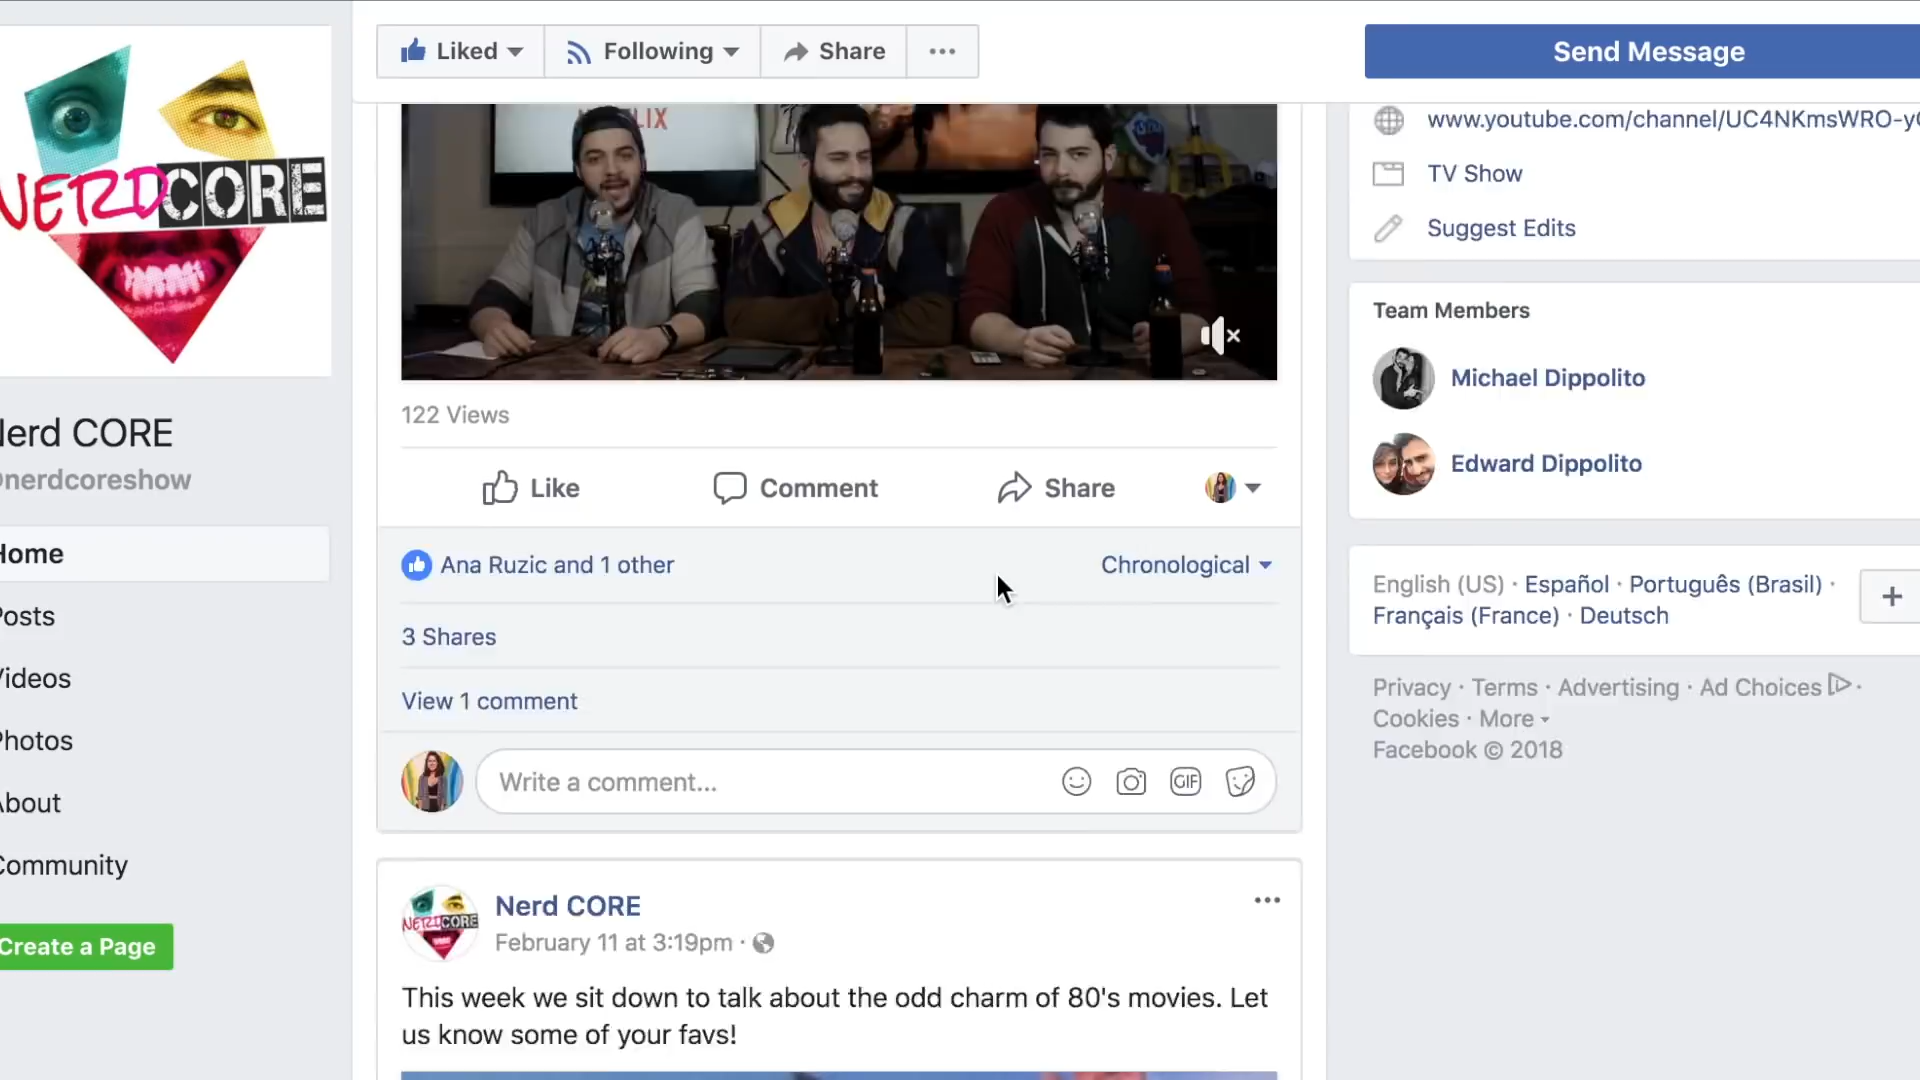 Liked
Following
Share
Send Message
NERDCORE
erd CORE
nerdcoreshow
Home
Posts
Videos
Photos
About
Community
Create a Page
LIX
122 Views
Like
Comment
Share
Ana Ruzic and 1 other
Chronological
3 Shares
View 1 comment
Write a comment...
GIF
NERDCORE
Nerd CORE
February 11 at 3:19pm ·
This week we sit down to talk about the odd charm of 80's movies. Let
us know some of your favs!
www.youtube.com/channel/UC4NKmsWRO-y
TV Show
Suggest Edits
Team Members
Michael Dippolito
Edward Dippolito
English (US) · Español · Português (Brasil) ·
Français (France) · Deutsch
+
Privacy · Terms · Advertising · Ad Choices ·
Cookies · More
Facebook © 2018